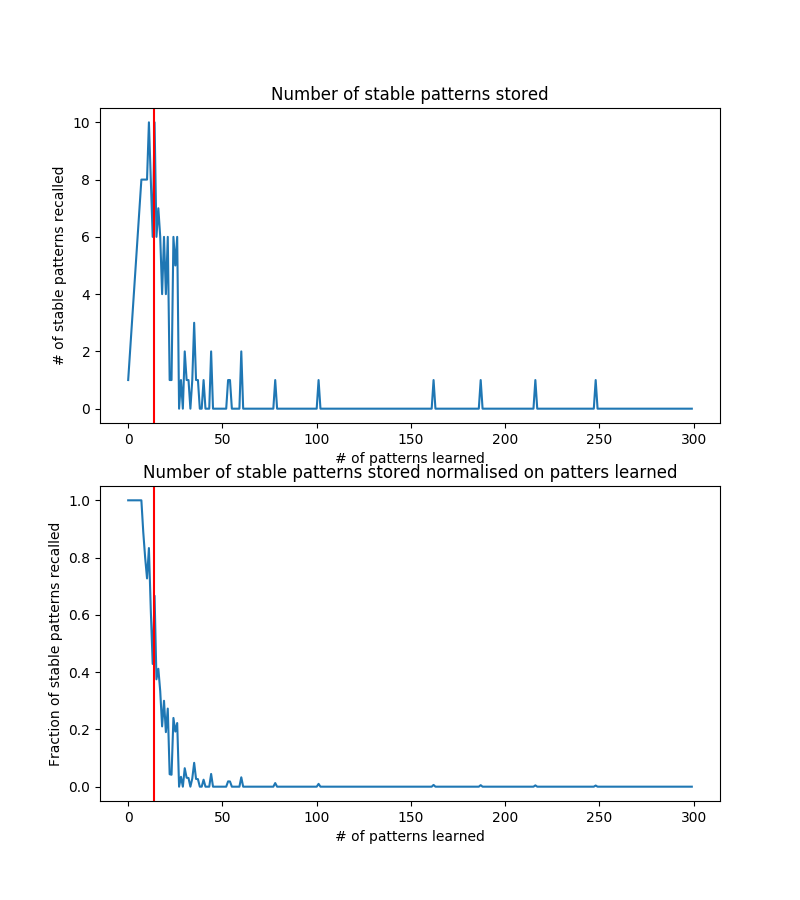 Number of stable patterns stored
10
8
6
4
2
0
# of stable patterns recalled
0 50 100 150 200 250 300
# of patterns learned
Number of stable patterns stored normalised on patters learned
1.0
0.8
0.6
0.4
0.2
0.0
Fraction of stable patterns recalled
0 50 100 150 200 250 300
# of patterns learned